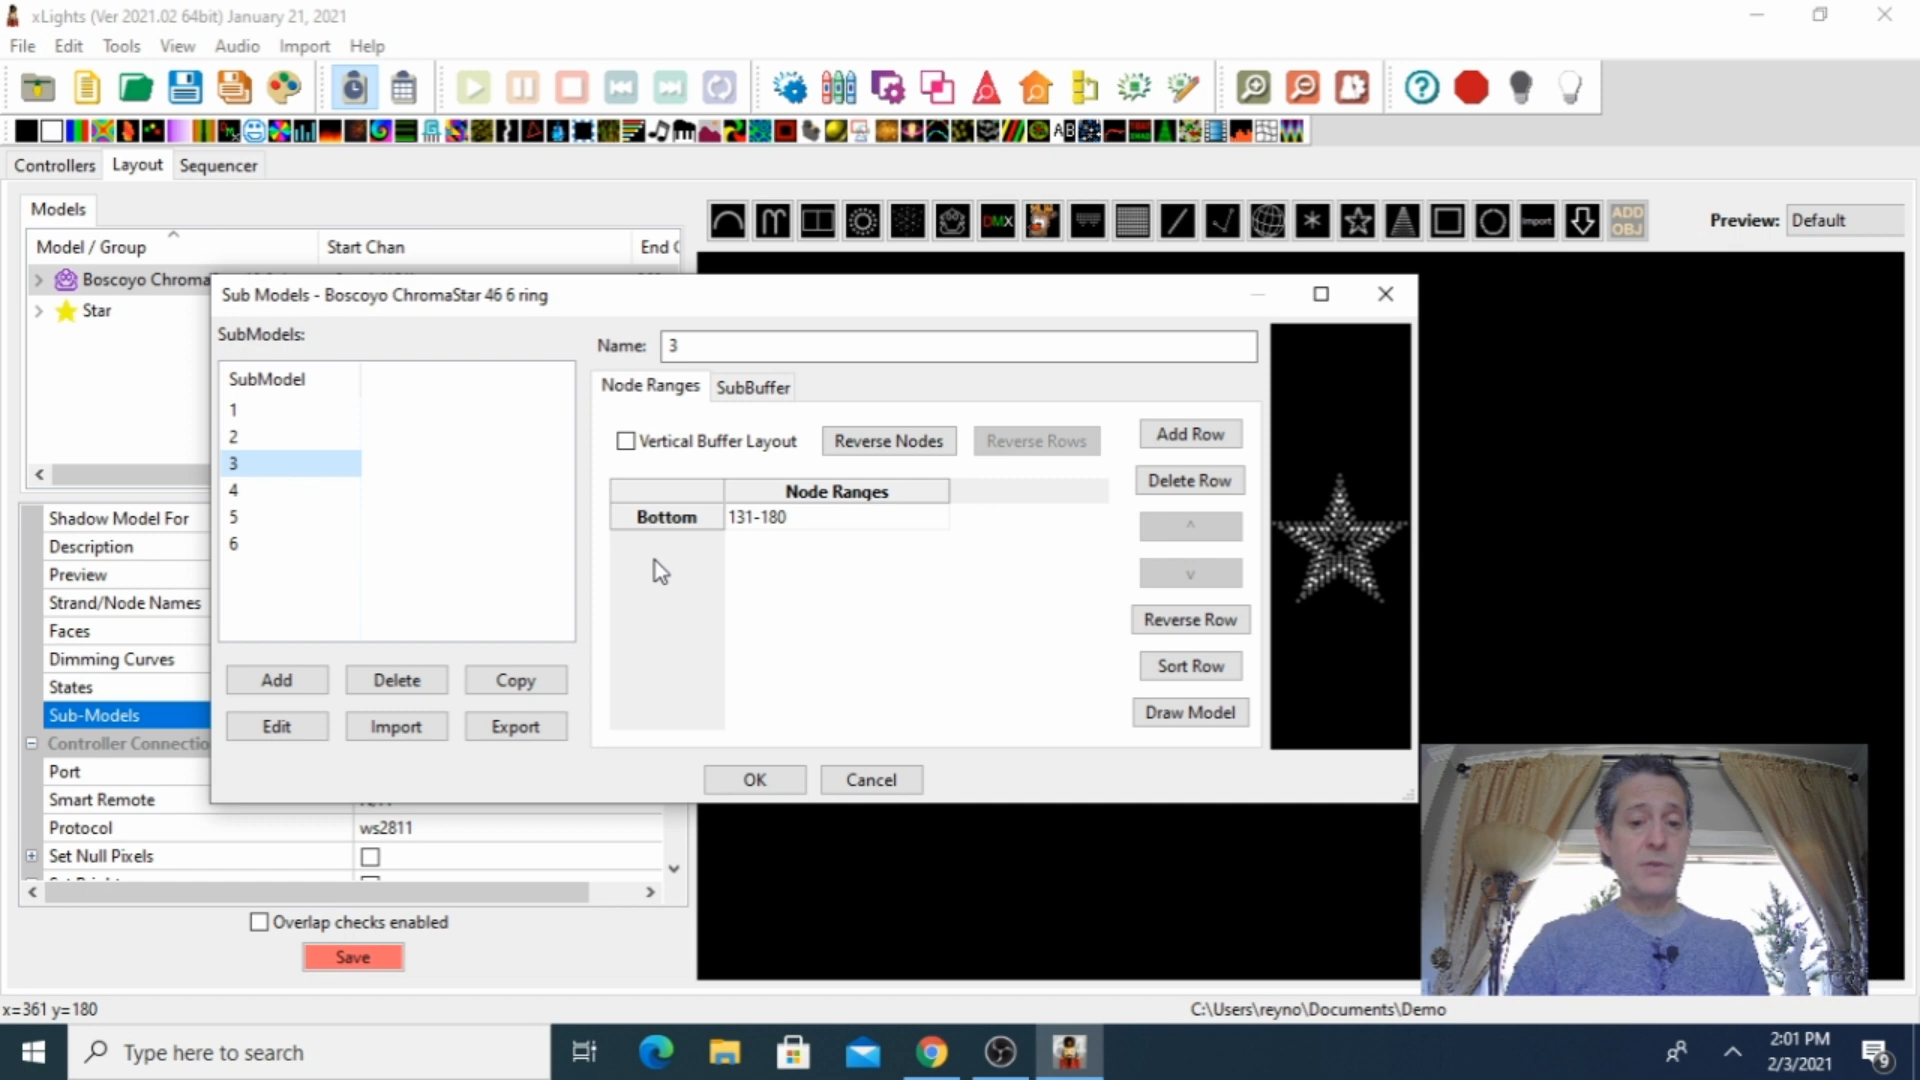 xLights (Ver 2021.02 64bit) January 21, 2021
File Edit Tools View Audio Import Help
Controllers Layout Sequencer
Models
Model / Group Start Chan End C
DMX
Import
ADD OBJ
Preview: Default
Boscoyo Chroma
Star
Sub Models - Boscoyo ChromaStar 46 6 ring
SubModels:
Name: 3
SubModel
1
2
3
4
5
6
Node Ranges SubBuffer
Vertical Buffer Layout Reverse Nodes Reverse Rows
Node Ranges
Bottom 131-180
Add Row
Delete Row
^
v
Reverse Row
Sort Row
Draw Model
Add Delete Copy
Edit Import Export
OK Cancel
Shadow Model For
Description
Preview
Strand/Node Names
Faces
Dimming Curves
States
Sub-Models
Controller Connectio
Port
Smart Remote
Protocol ws2811
Set Null Pixels
Overlap checks enabled
Save
x=361 y=180
C:\Users\reyno\Documents\Demo
Type here to search
2:01 PM
2/3/2021
9